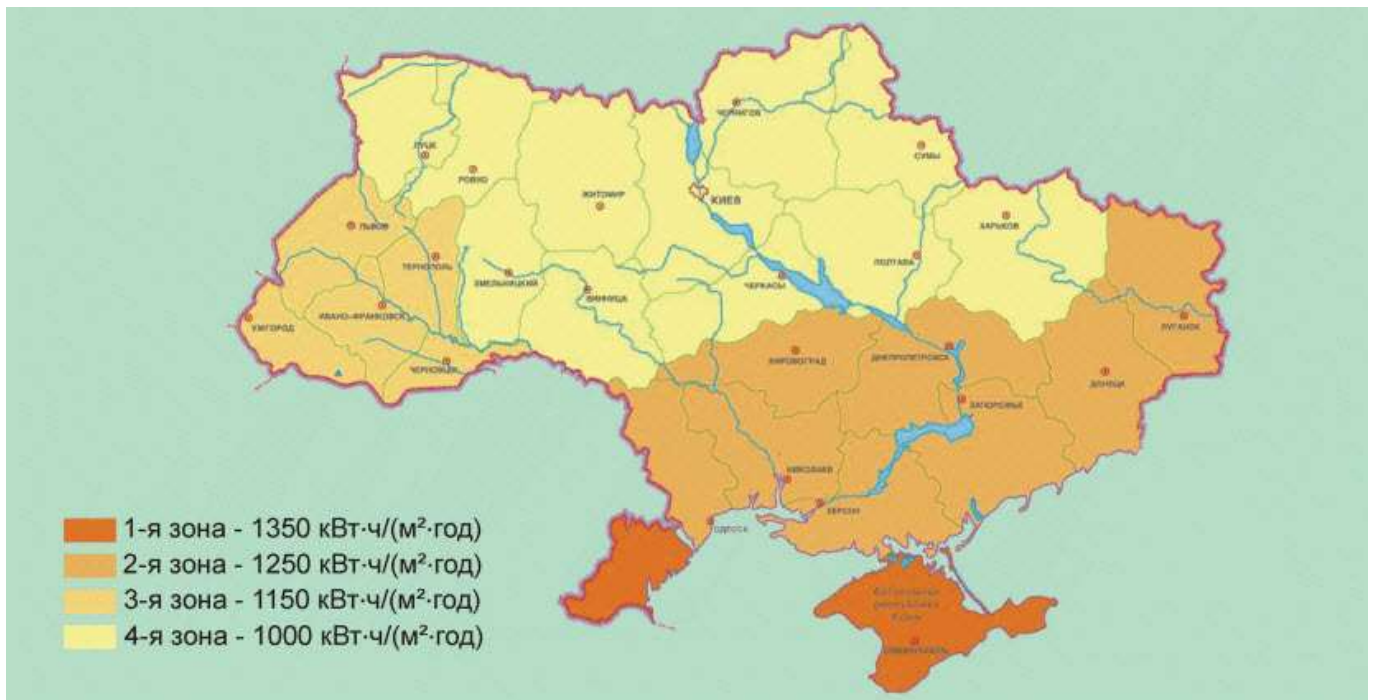 ЧЕРНИГОВ
СУМЫ
ЛУЦК
РОВНО
ЖИТОМИР
КИЕВ
ХАРЬКОВ
ЛЬВОВ
ТЕРНОПОЛЬ
ХМЕЛЬНИЦКИЙ
ВИННИЦА
ЧЕРКАСЫ
ПОЛТАВА
УЖГОРОД
ИВАНО-ФРАНКОВСК
ЧЕРНОВЦЫ
КИРОВОГРАД
ДНЕПРОПЕТРОВСК
ЛУГАНСК
ДОНЕЦК
ЗАПОРОЖЬЕ
НИКОЛАЕВ
ХЕРСОН
ОДЕССА
1-я зона - 1350 кВт·ч/(м²·год)
2-я зона - 1250 кВт·ч/(м²·год)
3-я зона - 1150 кВт·ч/(м²·год)
4-я зона - 1000 кВт·ч/(м²·год)